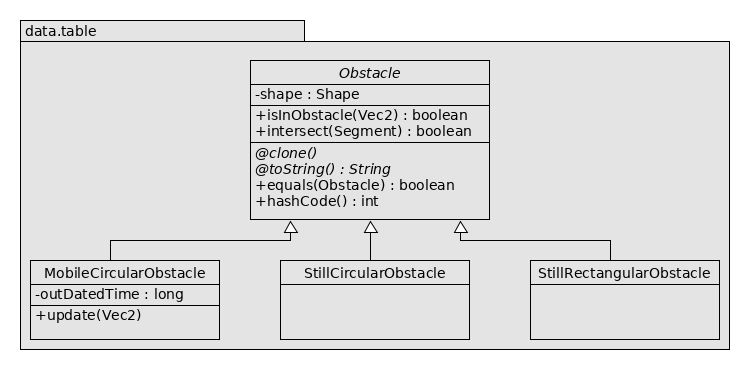 data.table
Obstacle
-shape : Shape
+isInObstacle(Vec2) : boolean
+intersect(Segment) : boolean
@clone()
@toString() : String
+equals(Obstacle) : boolean
+hashCode() : int
MobileCircularObstacle
-outDatedTime : long
+update(Vec2)
StillCircularObstacle
StillRectangularObstacle